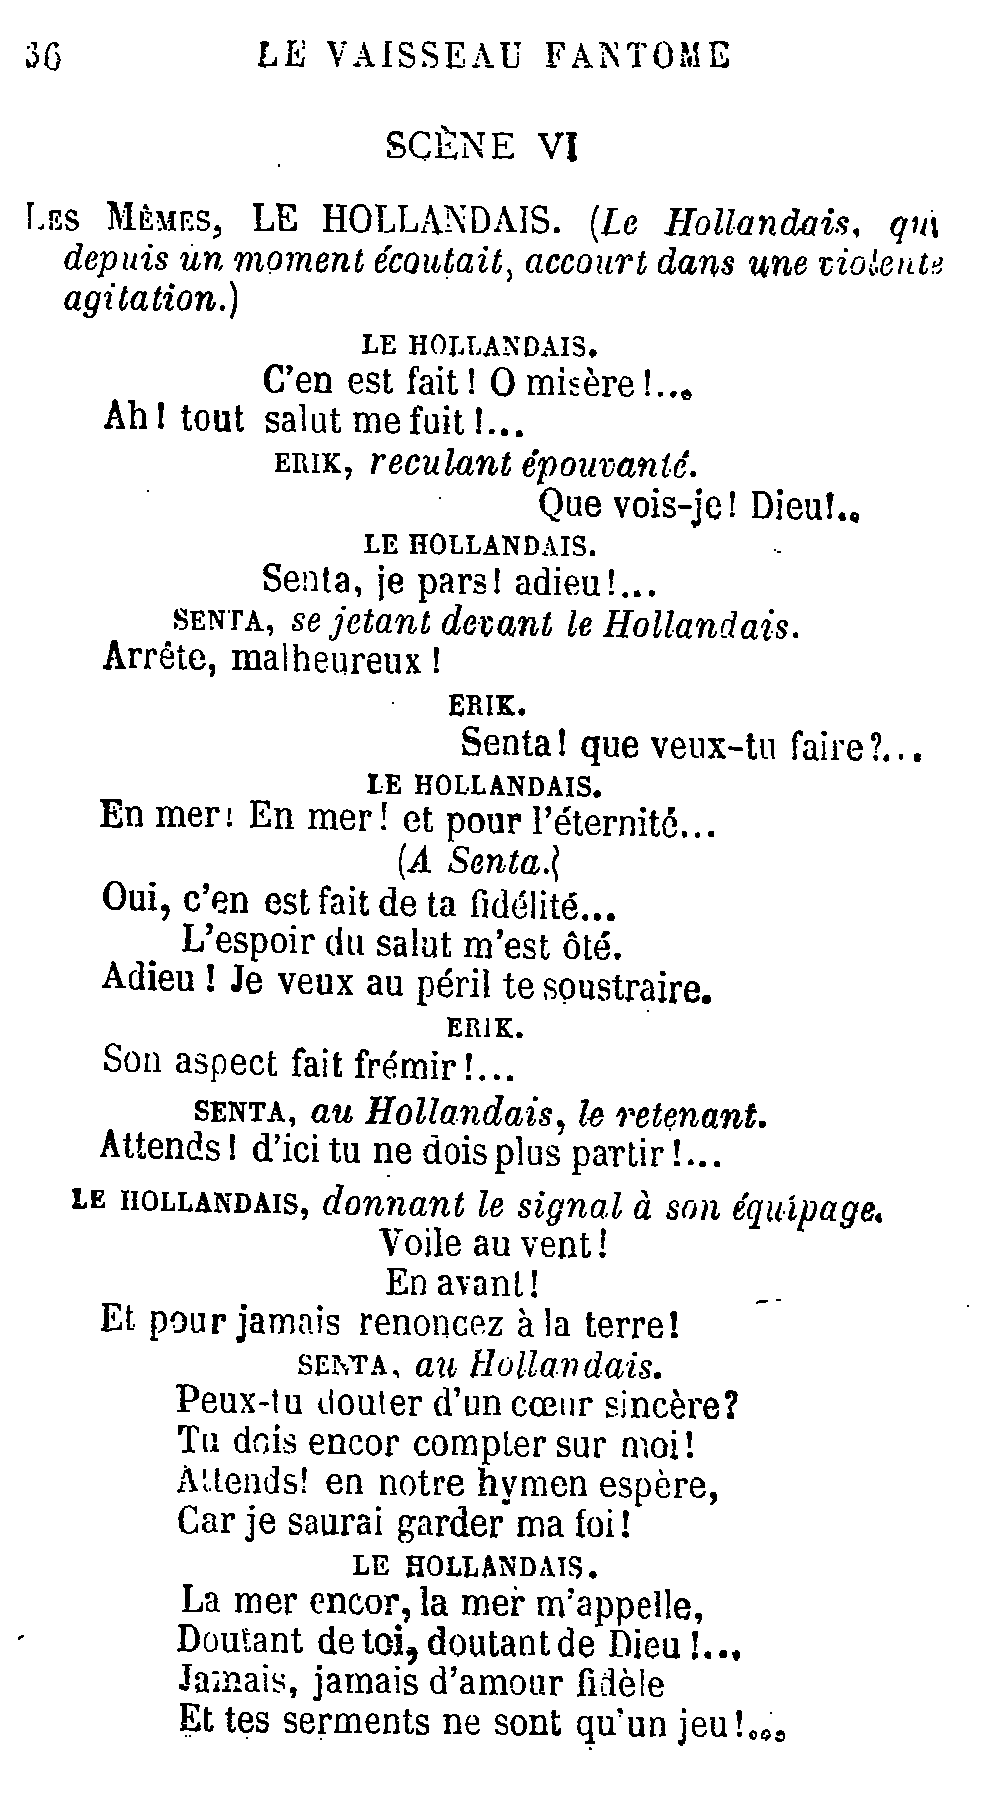 36 LE VAISSEAU FANTOME
SCÈNE VI
LES MÊMES, LE HOLLANDAIS. (Le Hollandais, qui
depuis un moment écoutait, accourt dans une violente
agitation.)
LE HOLLANDAIS.
C'en est fait ! O misère !...
Ah ! tout salut me fuit !...
ERIK, reculant épouvanté.
Que vois-je ! Dieu !..
LE HOLLANDAIS.
Senta, je pars ! adieu !...
SENTA, se jetant devant le Hollandais.
Arrête, malheureux !
ERIK.
Senta ! que veux-tu faire ?...
LE HOLLANDAIS.
En mer ! En mer ! et pour l'éternité...
(A Senta.)
Oui, c'en est fait de ta fidélité...
L'espoir du salut m'est ôté.
Adieu ! Je veux au péril te soustraire.
ERIK.
Son aspect fait frémir !...
SENTA, au Hollandais, le retenant.
Attends ! d'ici tu ne dois plus partir !...
LE HOLLANDAIS, donnant le signal à son équipage.
Voile au vent !
En avant !
Et pour jamais renoncez à la terre !
SENTA, au Hollandais.
Peux-tu douter d'un cœur sincère ?
Tu dois encor compter sur moi !
Attends ! en notre hymen espère,
Car je saurai garder ma foi !
LE HOLLANDAIS.
La mer encor, la mer m'appelle,
Doutant de toi, doutant de Dieu !...
Jamais, jamais d'amour fidèle
Et tes serments ne sont qu'un jeu !...